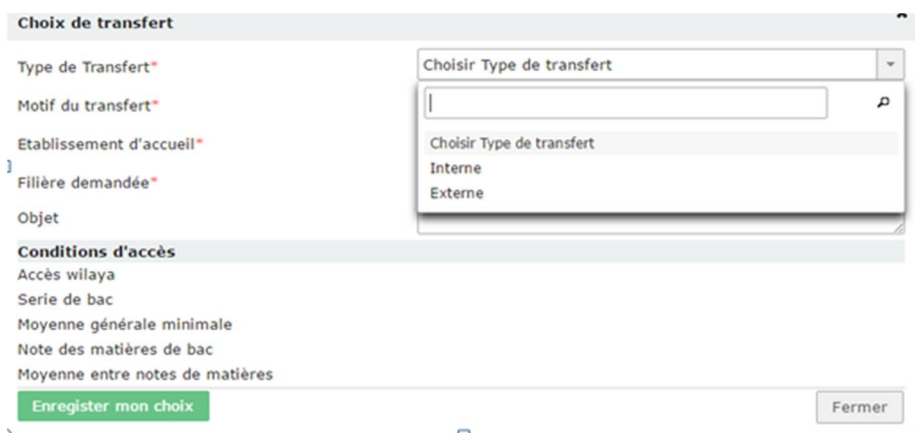 Choix de transfert
Type de Transfert* Choisir Type de transfert
Motif du transfert*
Etablissement d'accueil* Choisir Type de transfert
Interne
Filière demandée*
Externe
Objet
Conditions d'accès
Accès wilaya
Serie de bac
Moyenne générale minimale
Note des matières de bac
Moyenne entre notes de matières
Enregister mon choix Fermer